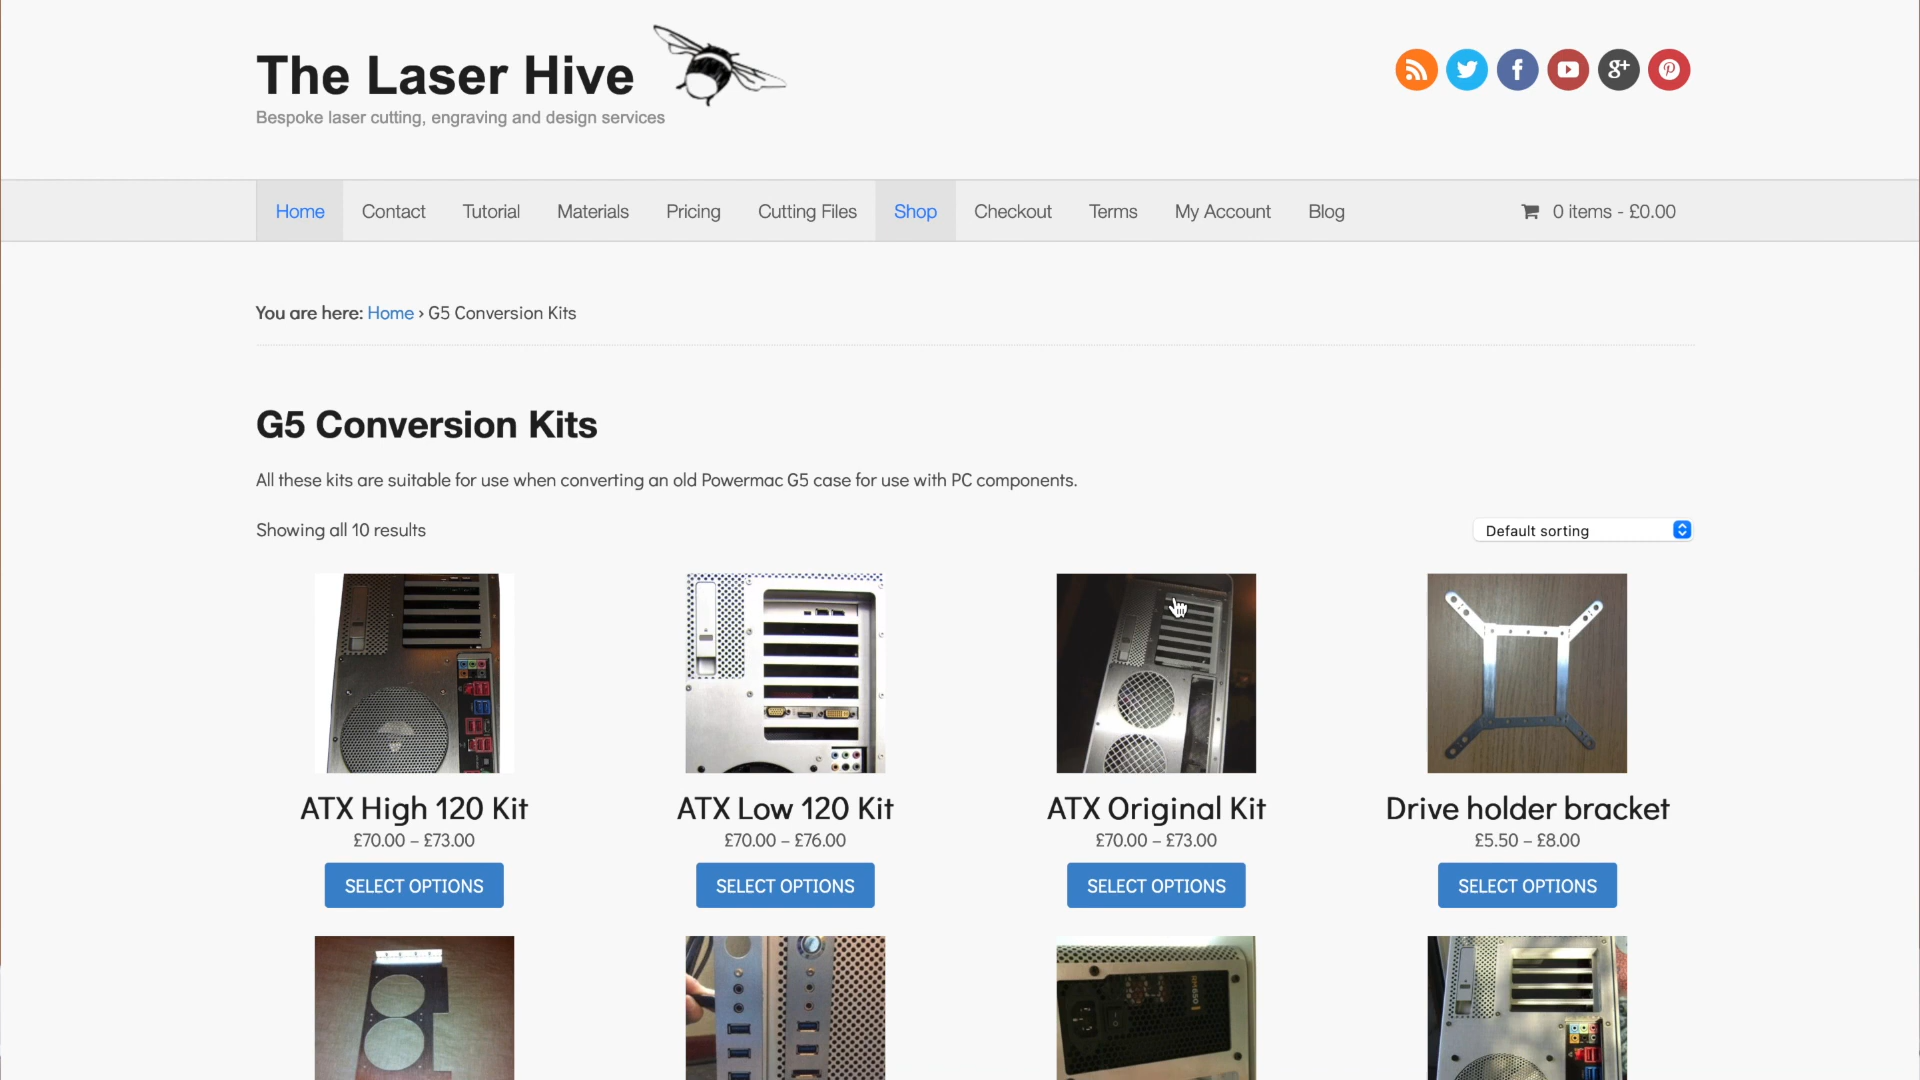 The Laser Hive
Bespoke laser cutting, engraving and design services
Home Contact Tutorial Materials Pricing Cutting Files Shop Checkout Terms My Account Blog 0 items - £0.00
You are here: Home › G5 Conversion Kits
G5 Conversion Kits
All these kits are suitable for use when converting an old Powermac G5 case for use with PC components.
Showing all 10 results
Default sorting
ATX High 120 Kit
£70.00 – £73.00
SELECT OPTIONS
ATX Low 120 Kit
£70.00 – £76.00
SELECT OPTIONS
ATX Original Kit
£70.00 – £73.00
SELECT OPTIONS
Drive holder bracket
£5.50 – £8.00
SELECT OPTIONS